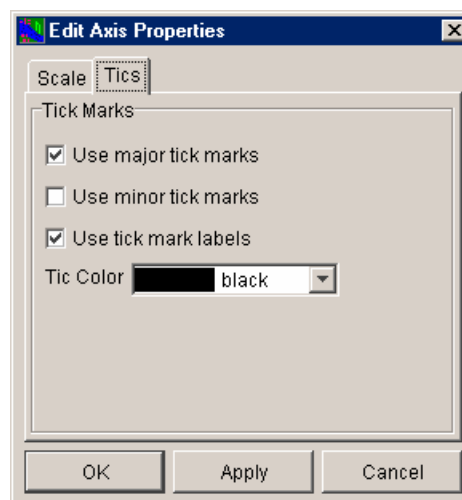 Edit Axis Properties
Scale Tics
Tick Marks
Use major tick marks
Use minor tick marks
Use tick mark labels
Tic Color black
OK Apply Cancel